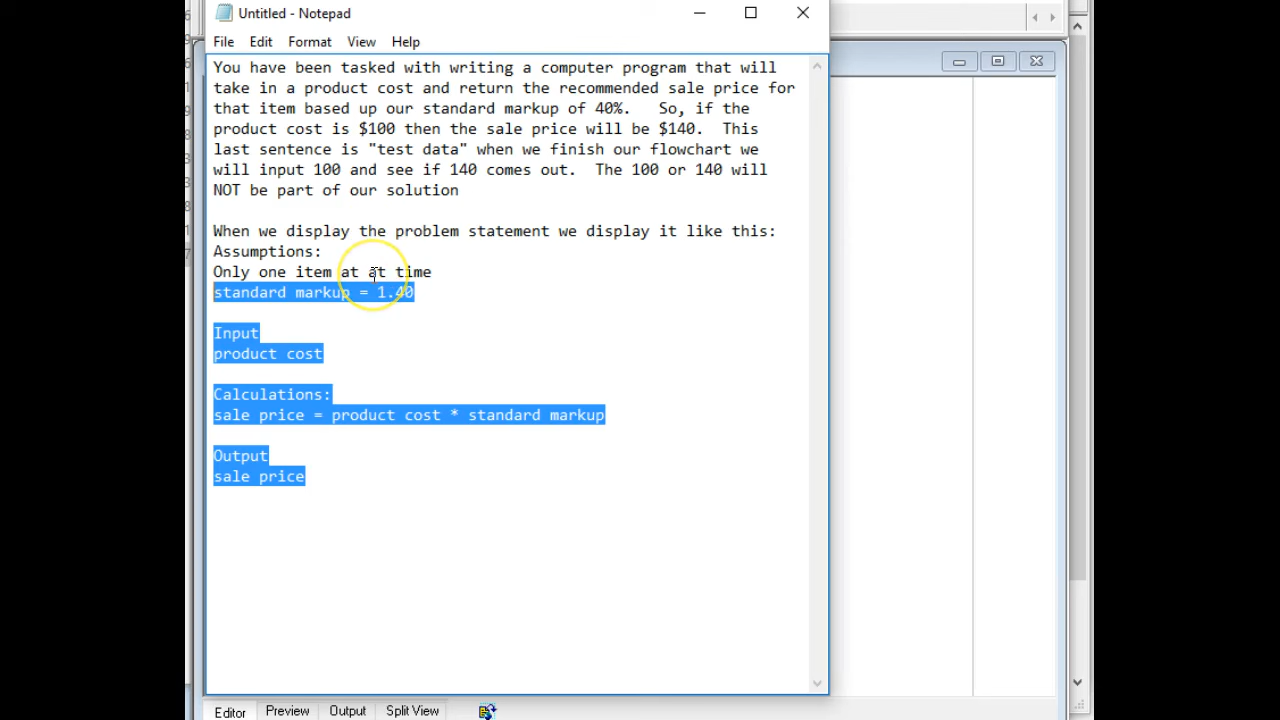 Untitled - Notepad
File Edit Format View Help
You have been tasked with writing a computer program that will
take in a product cost and return the recommended sale price for
that item based up our standard markup of 40%.   So, if the
product cost is $100 then the sale price will be $140.  This
last sentence is "test data" when we finish our flowchart we
will input 100 and see if 140 comes out.  The 100 or 140 will
NOT be part of our solution
When we display the problem statement we display it like this:
Assumptions:
Only one item at at time
standard markup = 1.40
Input
product cost
Calculations:
sale price = product cost * standard markup
Output
sale price
Editor Preview Output Split View